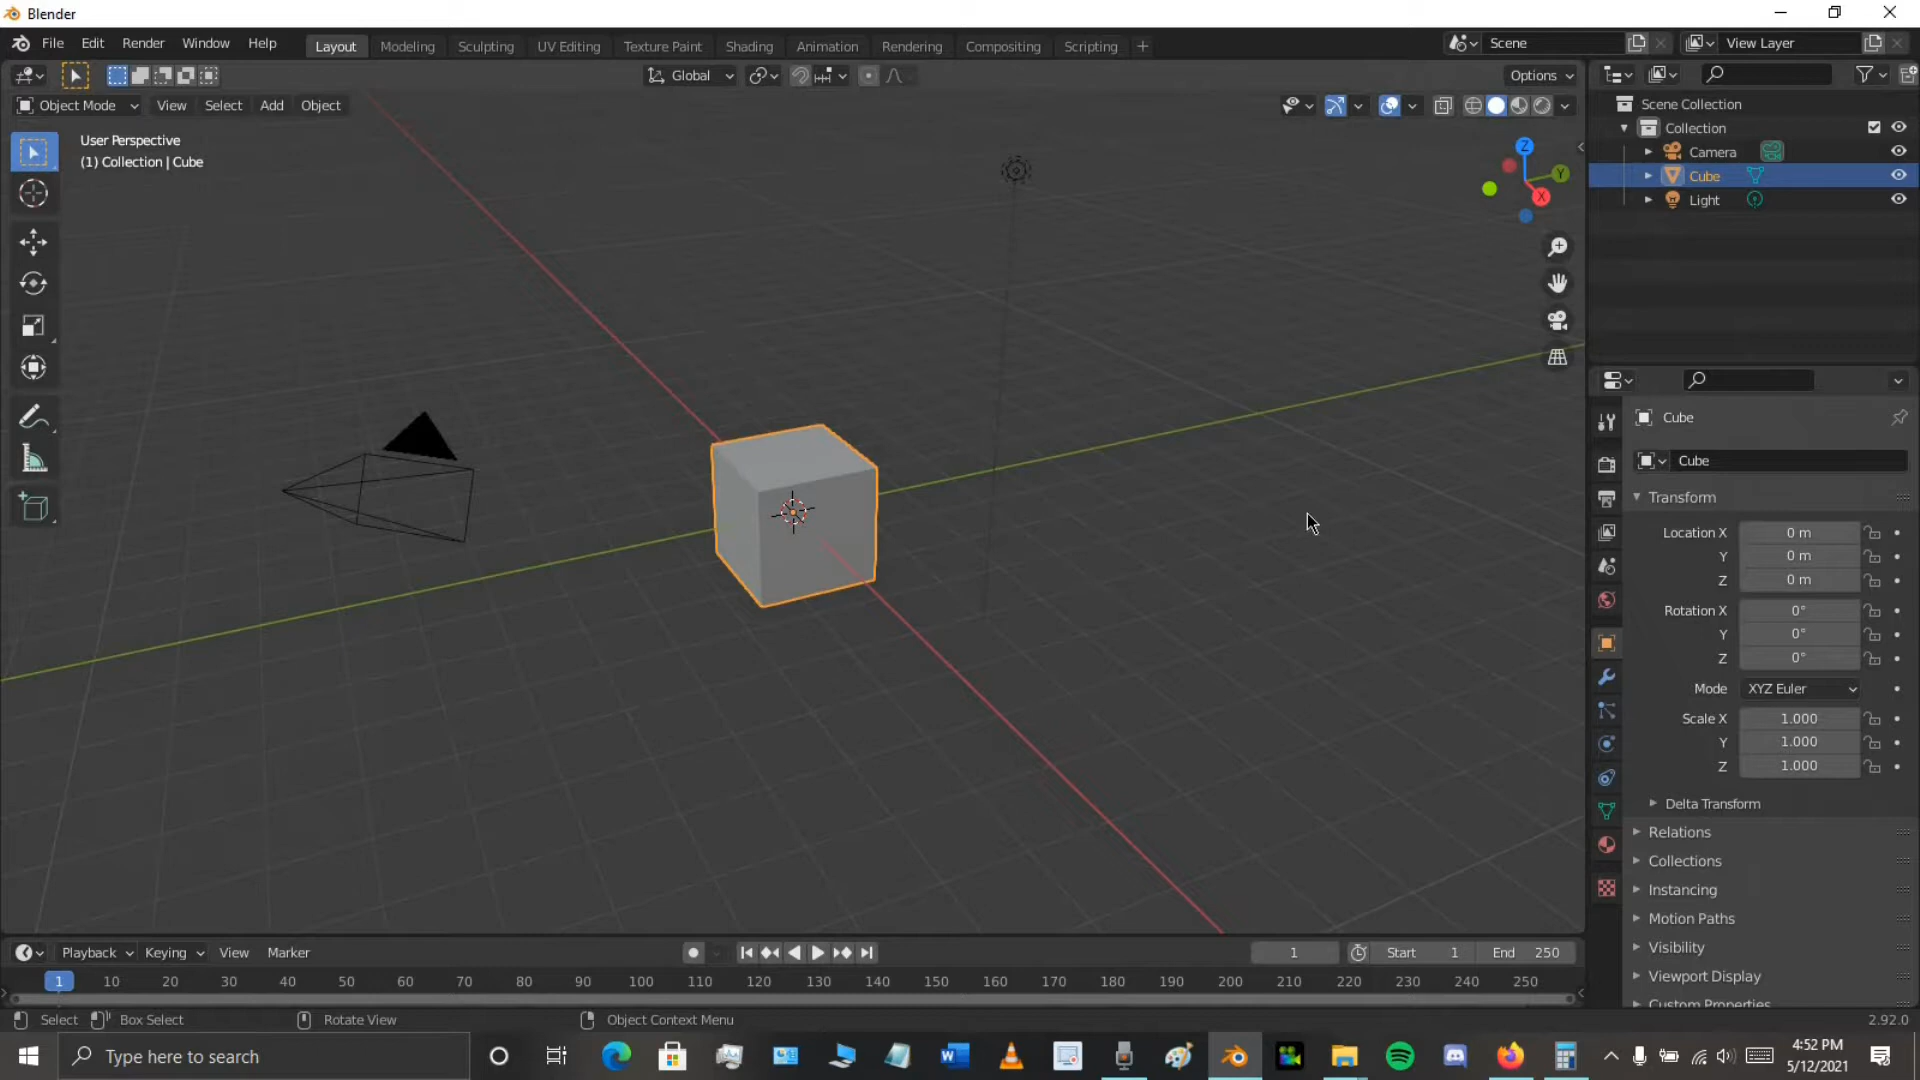 Blender
File Edit Render Window Help Layout Modeling Sculpting UV Editing Texture Paint Shading Animation Rendering Compositing Scripting + Scene View Layer
Global Options
Object Mode View Select Add Object
User Perspective
(1) Collection | Cube
Z
Y
X
Scene Collection
Collection
Camera
Cube
Light
Cube
Cube
Transform
Location X 0 m
Y 0 m
Z 0 m
Rotation X 0°
Y 0°
Z 0°
Mode XYZ Euler
Scale X 1.000
Y 1.000
Z 1.000
Delta Transform
Relations
Collections
Instancing
Motion Paths
Visibility
Viewport Display
Custom Properties
Playback Keying View Marker 1 Start 1 End 250
1 10 20 30 40 50 60 70 80 90 100 110 120 130 140 150 160 170 180 190 200 210 220 230 240 250
Select Box Select Rotate View Object Context Menu 2.92.0
Type here to search
4:52 PM
5/12/2021